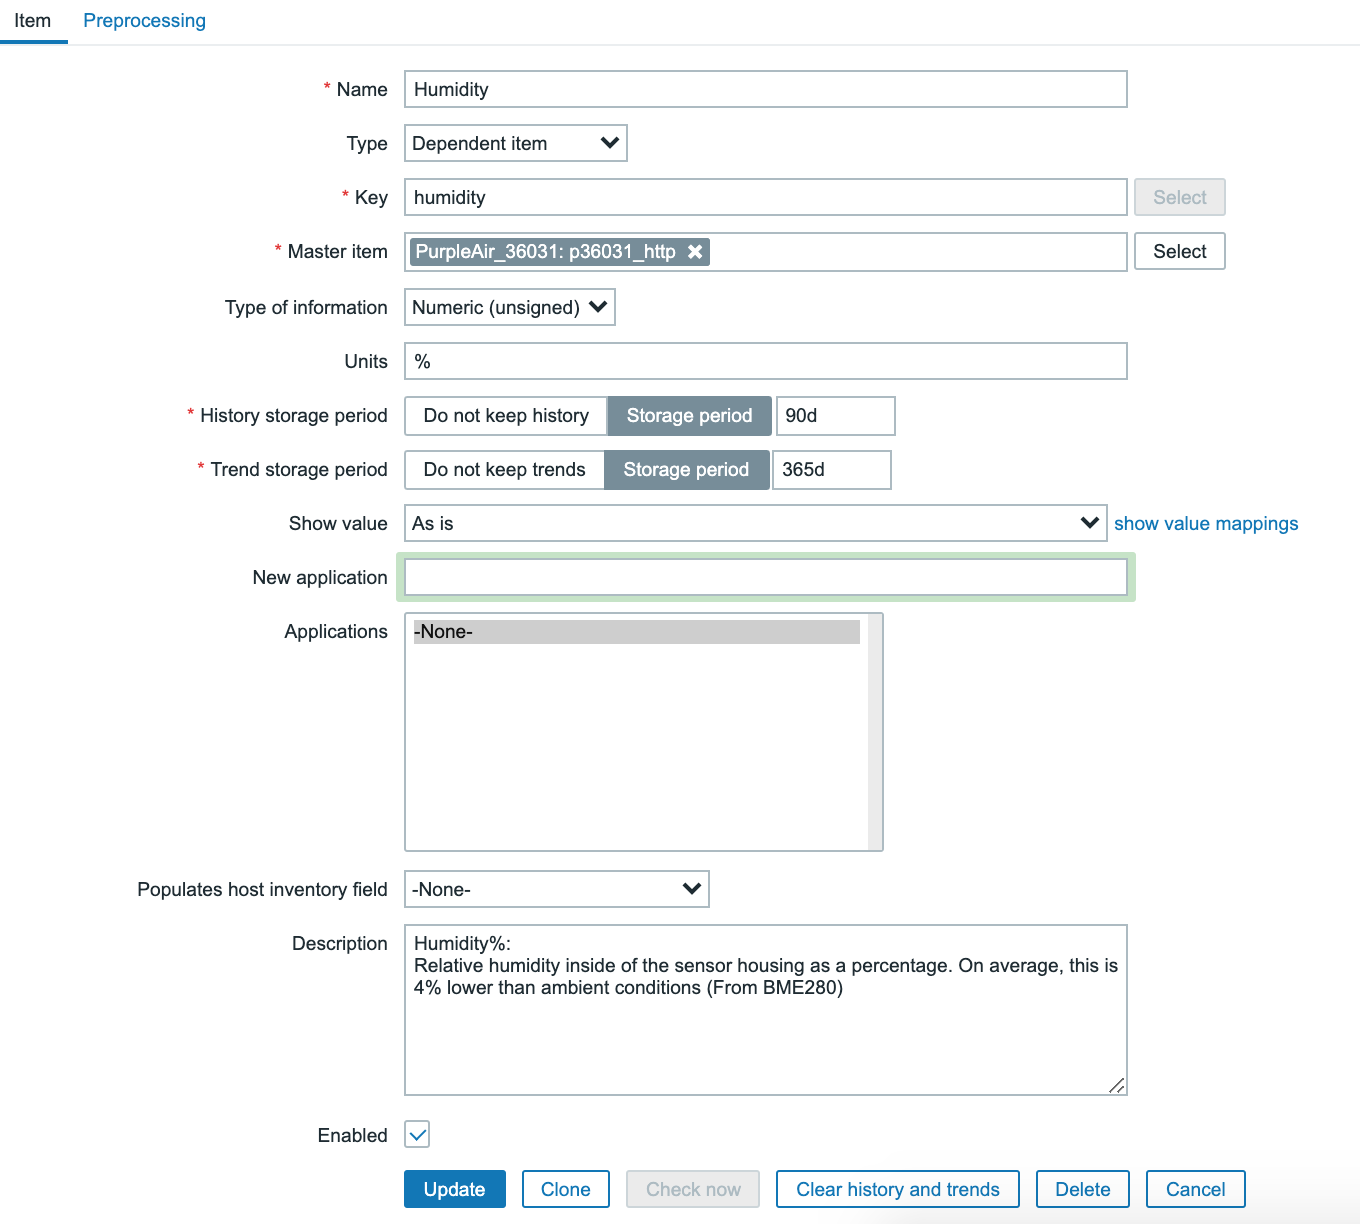 Item Preprocessing
* Name Humidity
Type Dependent item
* Key humidity Select
* Master item PurpleAir_36031: p36031_http Select
Type of information Numeric (unsigned)
Units %
* History storage period Do not keep history Storage period 90d
* Trend storage period Do not keep trends Storage period 365d
Show value As is show value mappings
New application
Applications -None-
Populates host inventory field -None-
Description Humidity%:
Relative humidity inside of the sensor housing as a percentage. On average, this is
4% lower than ambient conditions (From BME280)
Enabled
Update Clone Check now Clear history and trends Delete Cancel